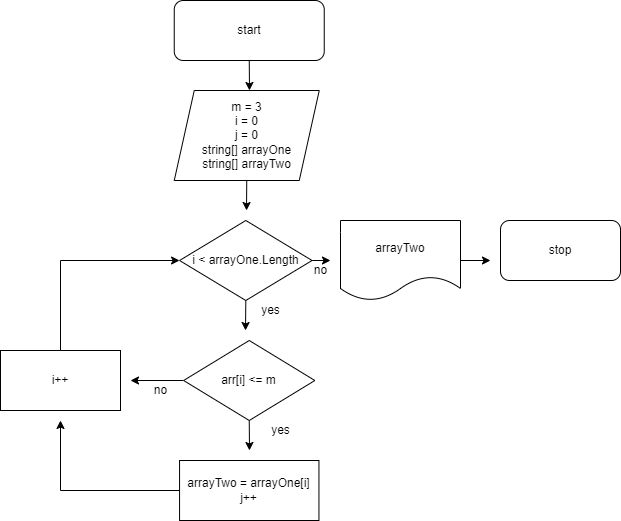 start
m = 3
i = 0
j = 0
string[] arrayOne
string[] arrayTwo
i < arrayOne.Length
no
arrayTwo
stop
yes
i++
no
arr[i] <= m
yes
arrayTwo = arrayOne[i]
j++